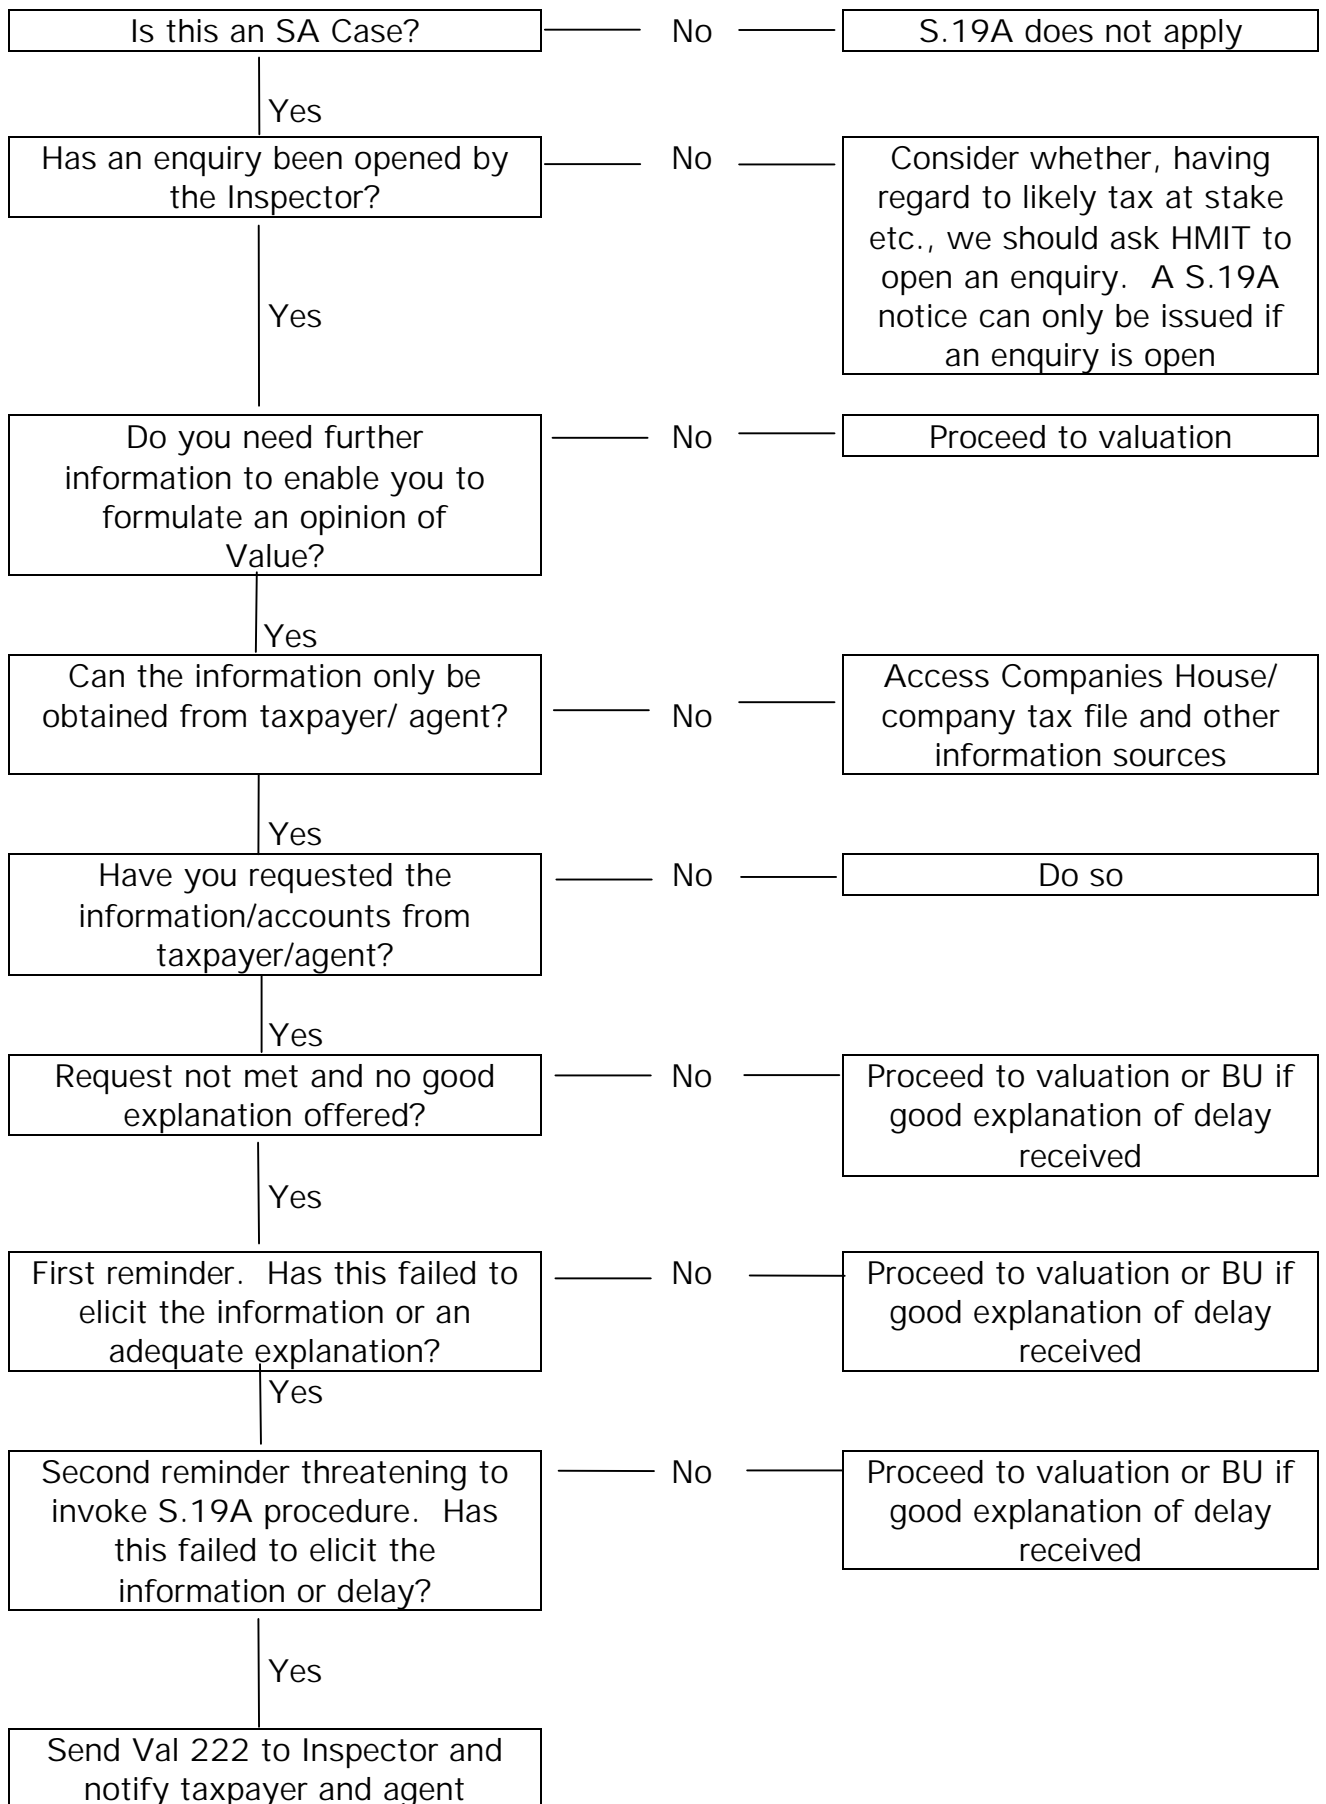 Is this an SA Case?
No
S.19A does not apply
Yes
Has an enquiry been opened by
the Inspector?
No
Consider whether, having
regard to likely tax at stake
etc., we should ask HMIT to
open an enquiry. A S.19A
notice can only be issued if
an enquiry is open
Yes
Do you need further
information to enable you to
formulate an opinion of
Value?
No
Proceed to valuation
Yes
Can the information only be
obtained from taxpayer/ agent?
No
Access Companies House/
company tax file and other
information sources
Yes
Have you requested the
information/accounts from
taxpayer/agent?
No
Do so
Yes
Request not met and no good
explanation offered?
No
Proceed to valuation or BU if
good explanation of delay
received
Yes
First reminder. Has this failed to
elicit the information or an
adequate explanation?
No
Proceed to valuation or BU if
good explanation of delay
received
Yes
Second reminder threatening to
invoke S.19A procedure. Has
this failed to elicit the
information or delay?
No
Proceed to valuation or BU if
good explanation of delay
received
Yes
Send Val 222 to Inspector and
notify taxpayer and agent